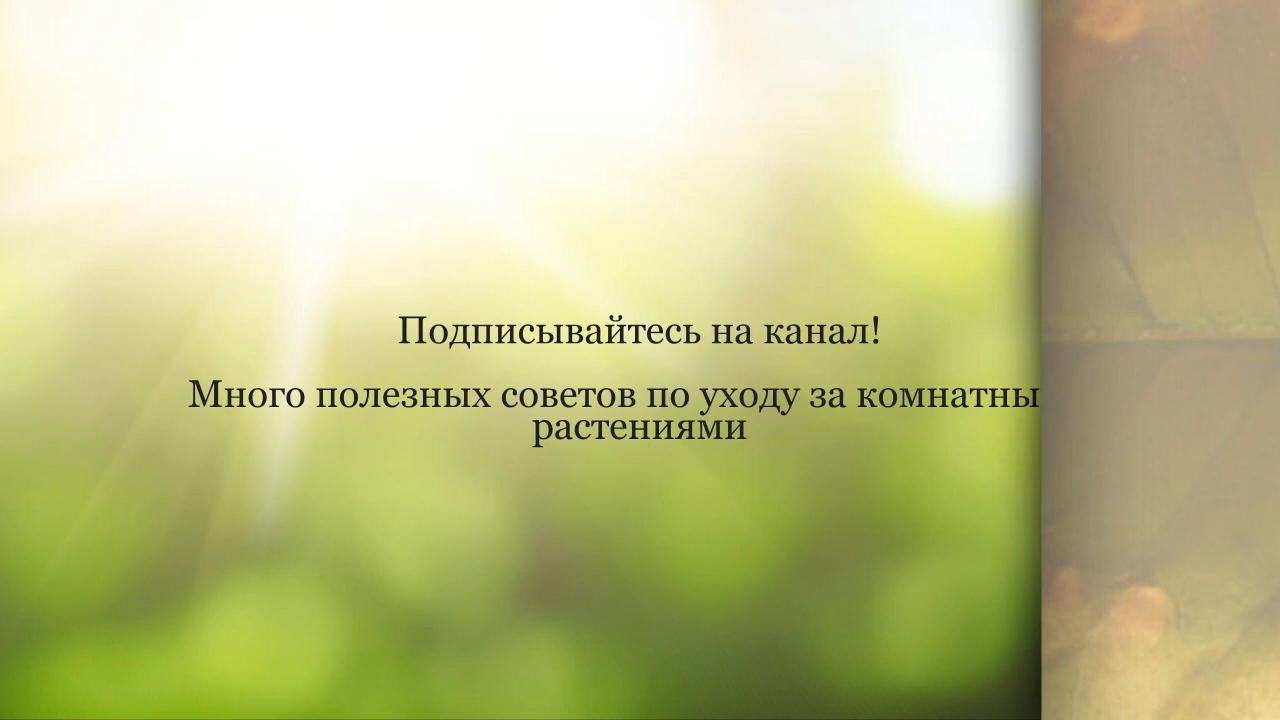 Подписывайтесь на канал!
Много полезных советов по уходу за комнатны
растениями